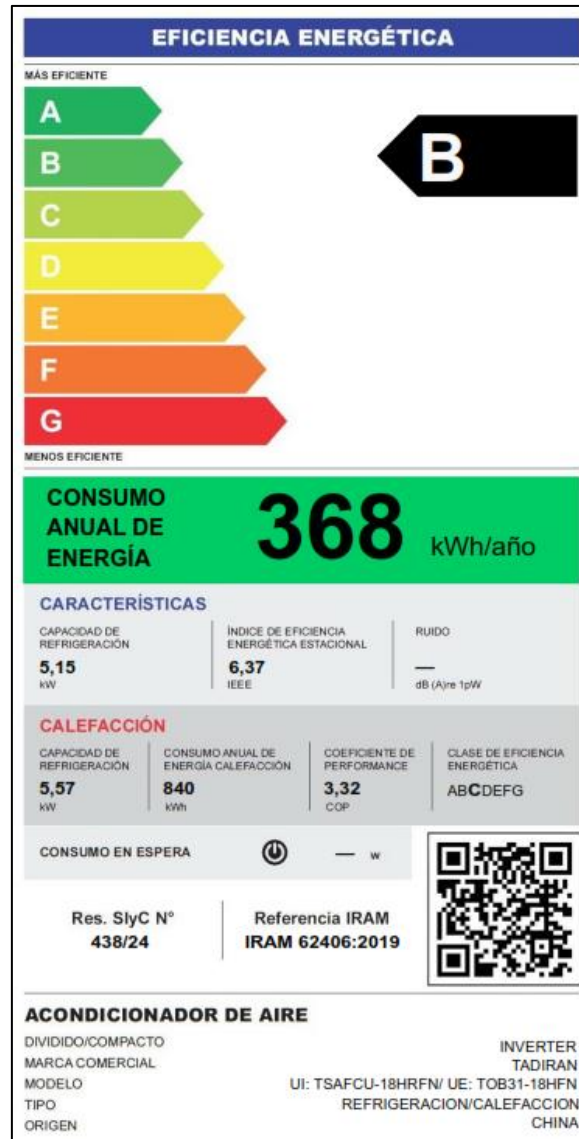 EFICIENCIA ENERGÉTICA
MÁS EFICIENTE
A
B
B
C
D
E
F
G
MENOS EFICIENTE
CONSUMO
ANUAL DE
ENERGÍA
368 kWh/año
CARACTERÍSTICAS
CAPACIDAD DE
REFRIGERACIÓN
5,15
kW
ÍNDICE DE EFICIENCIA
ENERGÉTICA ESTACIONAL
6,37
IEEE
RUIDO
—
dB (A)re 1pW
CALEFACCIÓN
CAPACIDAD DE
REFRIGERACIÓN
5,57
kW
CONSUMO ANUAL DE
ENERGÍA CALEFACCIÓN
840
kWh
COEFICIENTE DE
PERFORMANCE
3,32
COP
CLASE DE EFICIENCIA
ENERGÉTICA
ABCDEFG
CONSUMO EN ESPERA — w
Res. SIyC N°
438/24
Referencia IRAM
IRAM 62406:2019
ACONDICIONADOR DE AIRE
DIVIDIDO/COMPACTO INVERTER
MARCA COMERCIAL TADIRAN
MODELO UI: TSAFCU-18HRFN/ UE: TOB31-18HFN
TIPO REFRIGERACION/CALEFACCION
ORIGEN CHINA